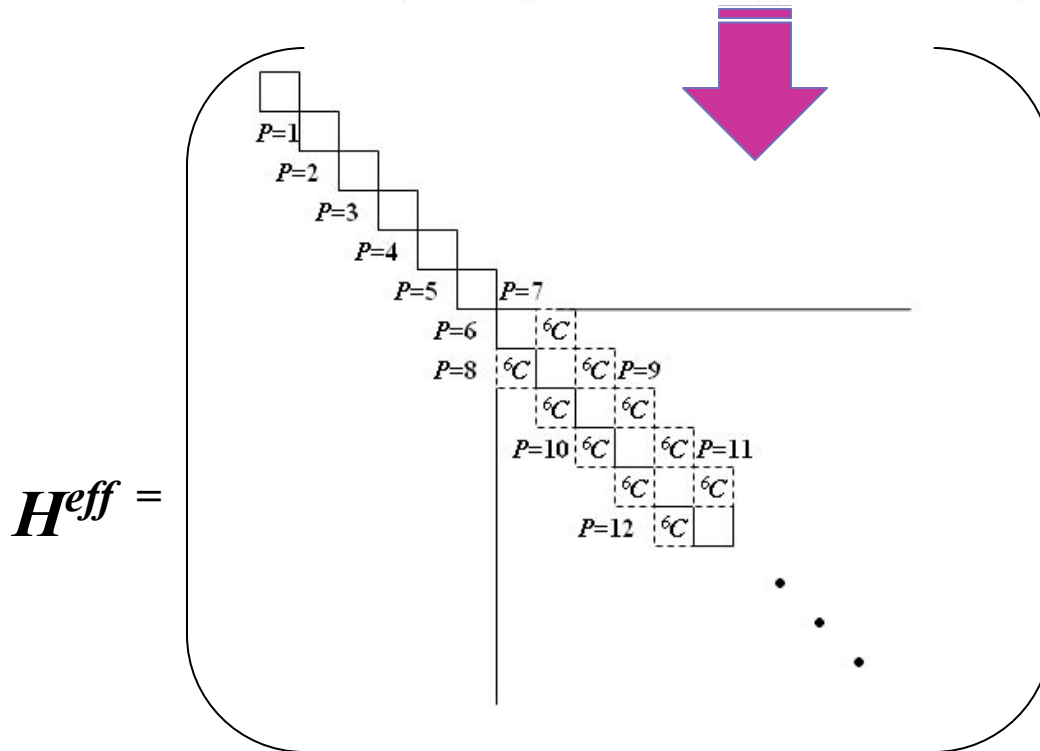 P=1
P=2
P=3
P=4
P=5 P=7
P=6 ⁶C
P=8 ⁶C ⁶C P=9
⁶C ⁶C
P=10 ⁶C ⁶C P=11
⁶C ⁶C
H^eff =
P=12 ⁶C